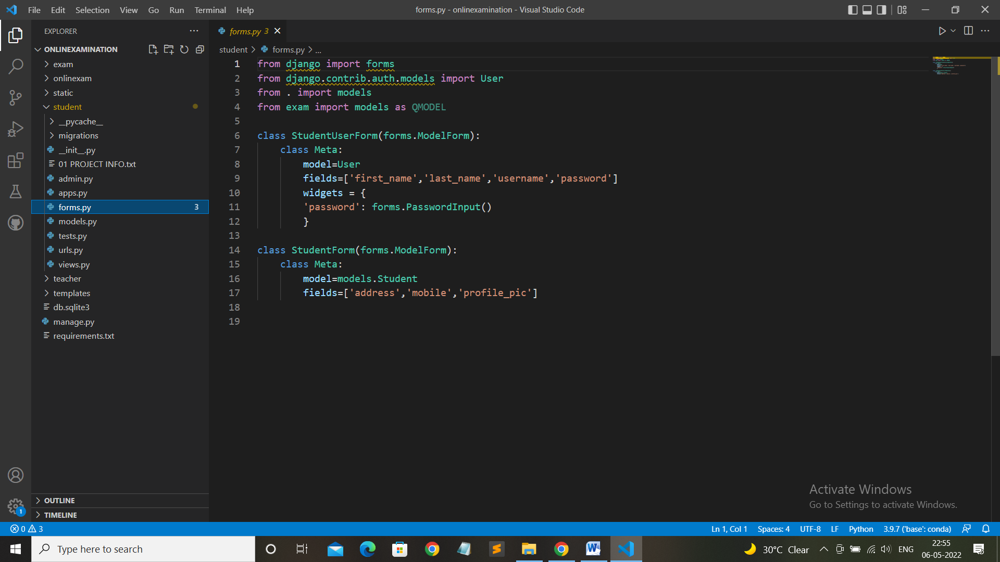 File Edit Selection View Go Run Terminal Help
forms.py - onlinexamination - Visual Studio Code
EXPLORER
ONLINEXAMINATION
exam
onlinexam
static
student
__pycache__
migrations
__init__.py
01 PROJECT INFO.txt
admin.py
apps.py
forms.py 3
models.py
tests.py
urls.py
views.py
teacher
templates
db.sqlite3
manage.py
requirements.txt
OUTLINE
TIMELINE
1
forms.py 3
student > forms.py > ...
1 from django import forms
2 from django.contrib.auth.models import User
3 from . import models
4 from exam import models as QMODEL
5
6 class StudentUserForm(forms.ModelForm):
7 class Meta:
8 model=User
9 fields=['first_name','last_name','username','password']
10 widgets = {
11 'password': forms.PasswordInput()
12 }
13
14 class StudentForm(forms.ModelForm):
15 class Meta:
16 model=models.Student
17 fields=['address','mobile','profile_pic']
18
19
Activate Windows
Go to Settings to activate Windows.
0 3 Ln 1, Col 1 Spaces: 4 UTF-8 LF Python 3.9.7 ('base': conda)
Type here to search
30°C Clear
ENG
22:55
06-05-2022